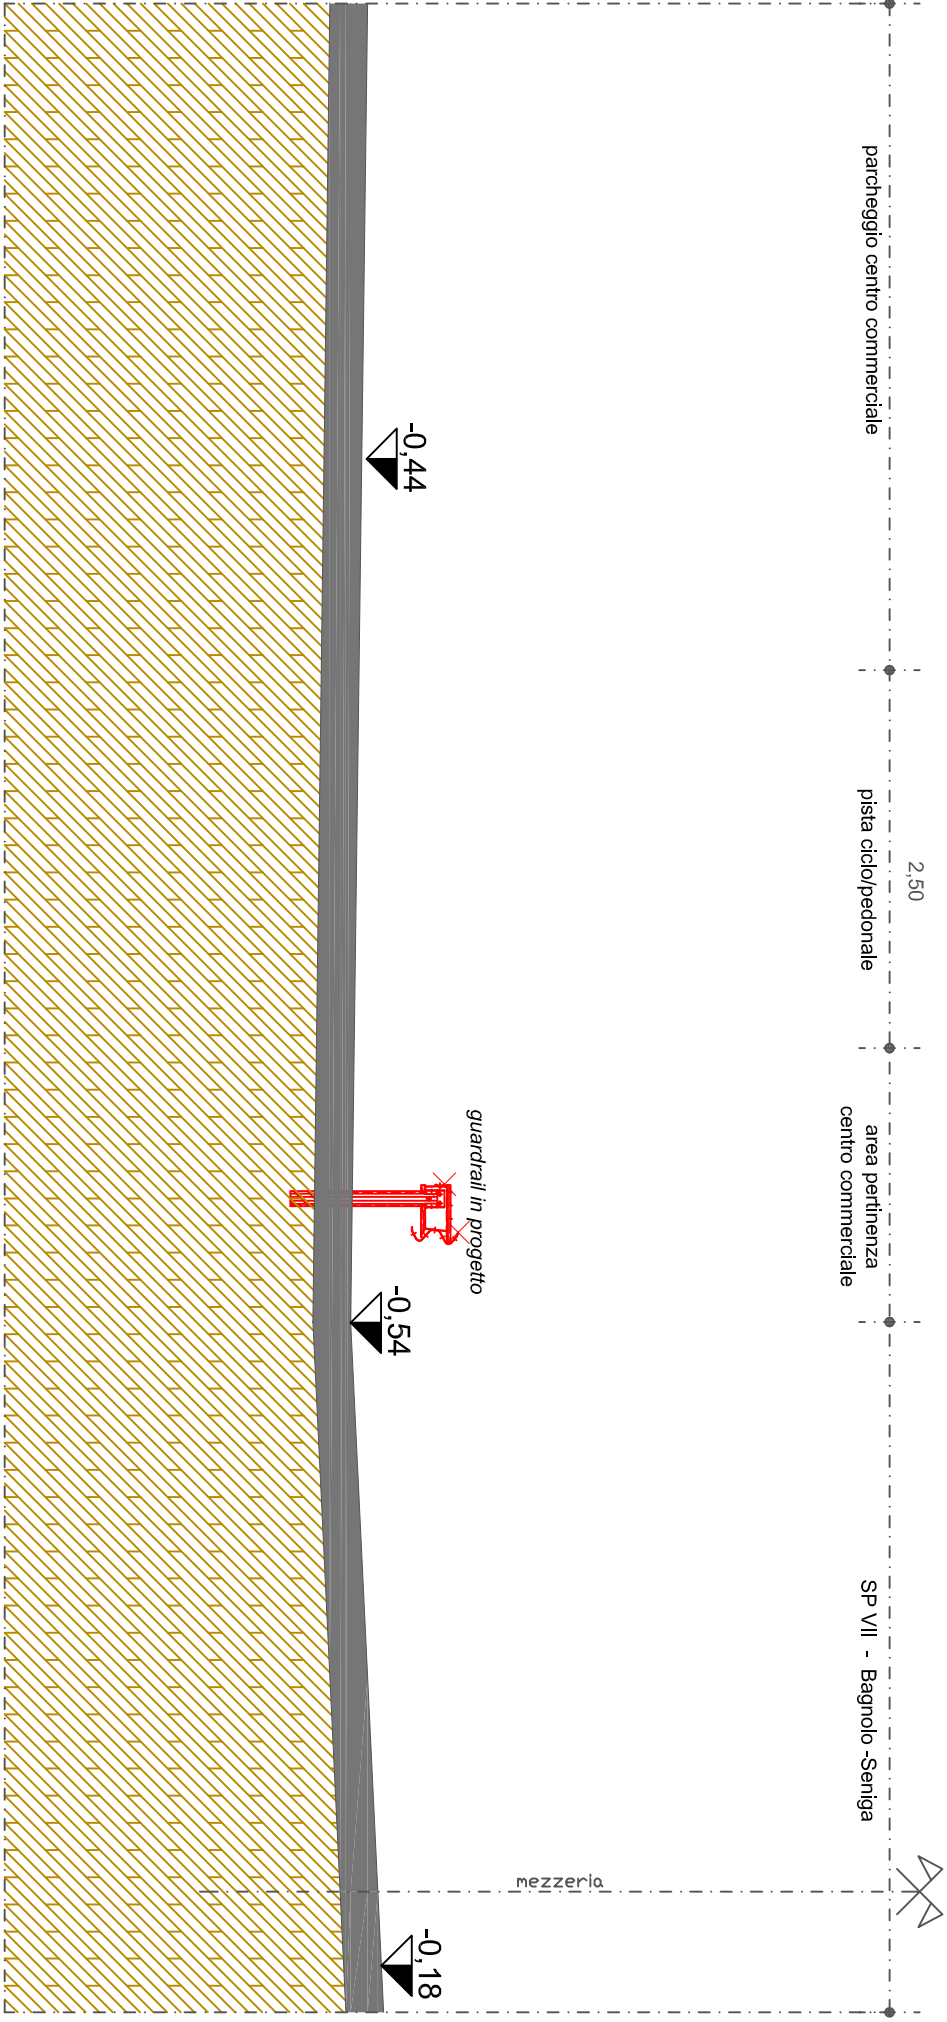 parcheggio centro commerciale
pista ciclo/pedonale
2,50
area pertinenza
centro commerciale
SP VII - Bagnolo -Seniga
-0,44
guardrail in progetto
-0,54
mezzeria
-0,18